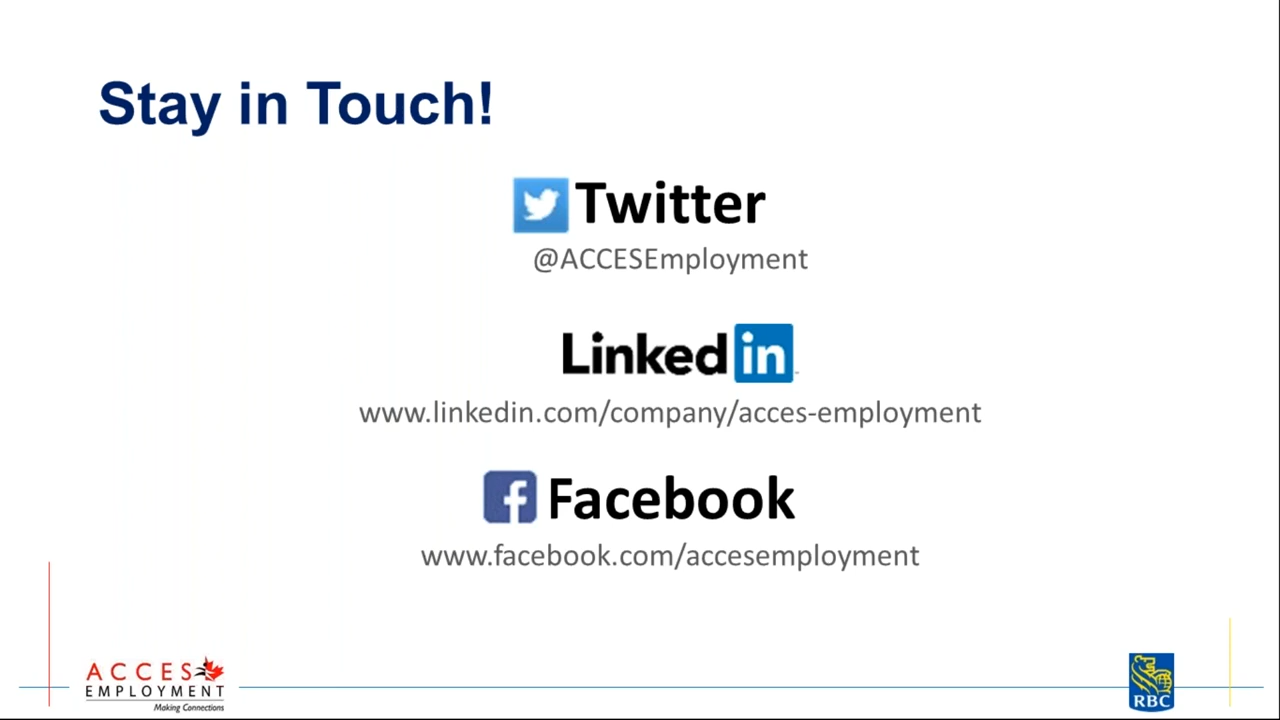 Stay in Touch!
Twitter
@ACCESEmployment
Linkedin
www.linkedin.com/company/acces-employment
Facebook
www.facebook.com/accesemployment
ACCES
EMPLOYMENT
Making Connections
RBC